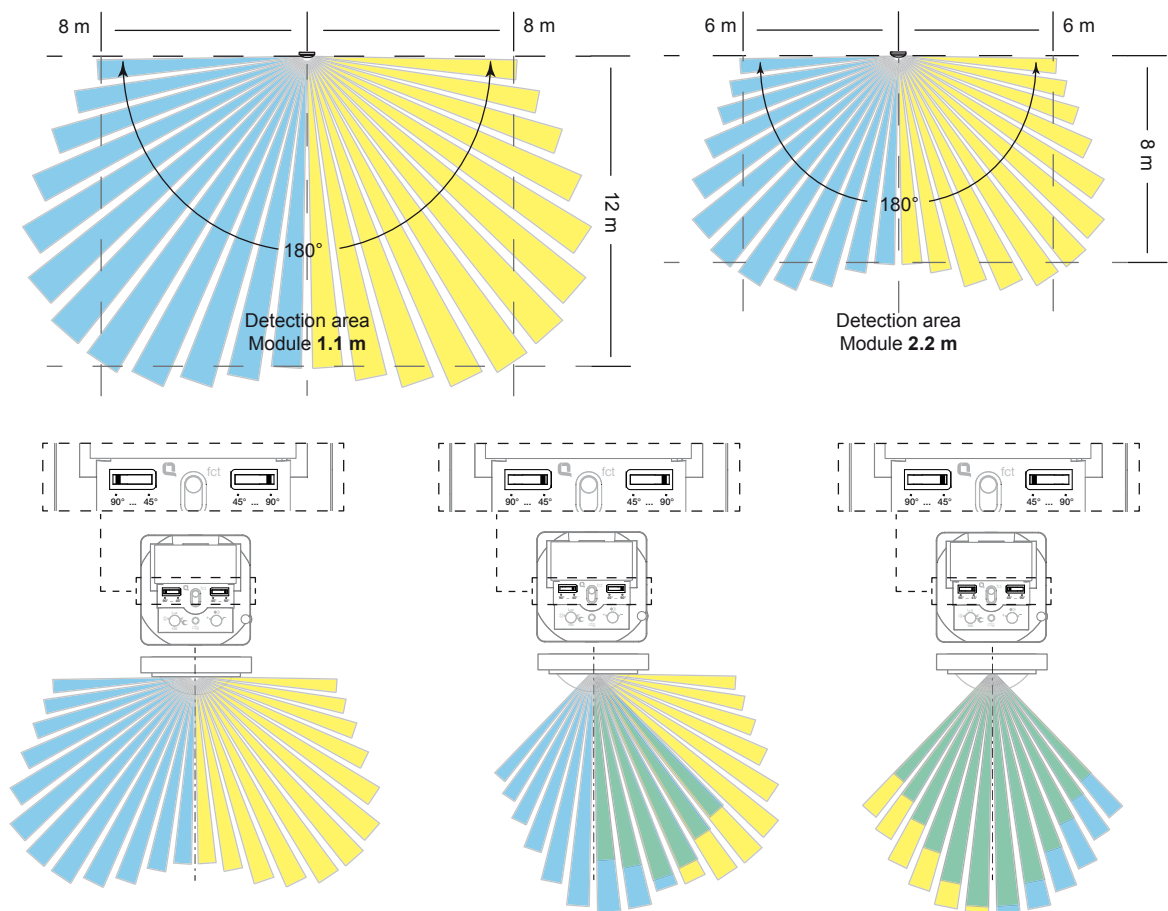 8 m
8 m
6 m
6 m
180°
12 m
180°
8 m
Detection area
Module 1.1 m
Detection area
Module 2.2 m
fct
90° ... 45°
45° ... 90°
fct
90° ... 45°
45° ... 90°
fct
90° ... 45°
45° ... 90°